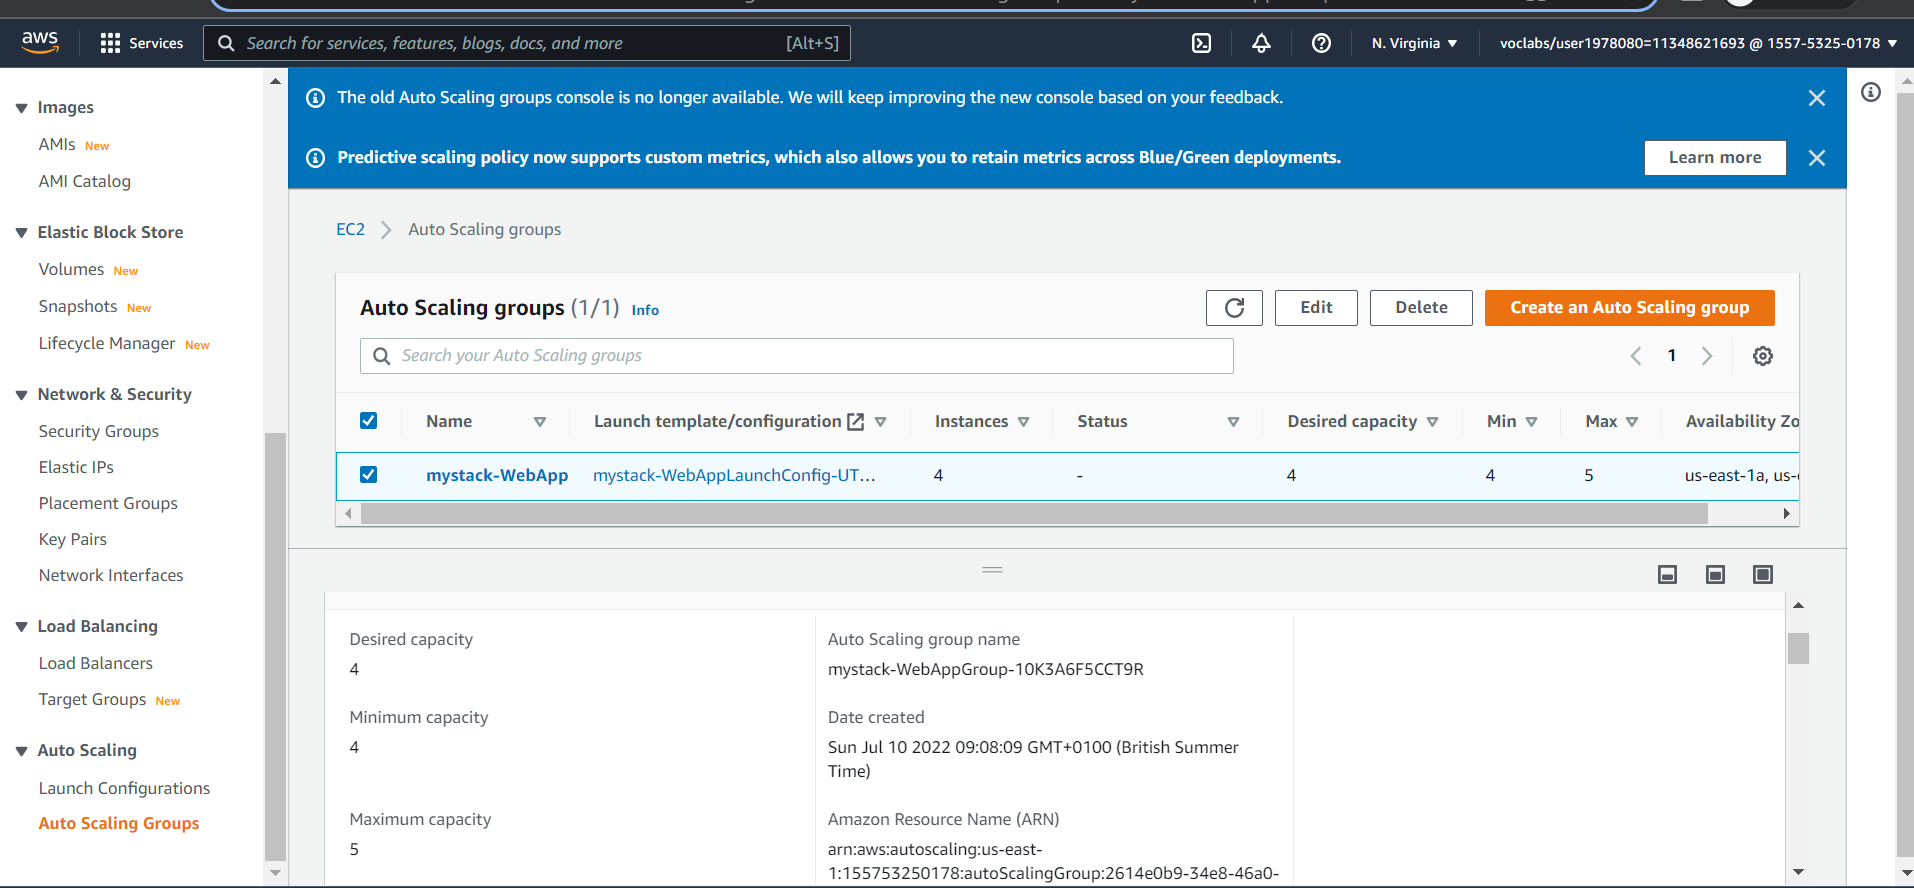 aws
Services
Search for services, features, blogs, docs, and more
[Alt+S]
N. Virginia
voclabs/user1978080=11348621693 @ 1557-5325-0178
Images
AMIs New
AMI Catalog
Elastic Block Store
Volumes New
Snapshots New
Lifecycle Manager New
Network & Security
Security Groups
Elastic IPs
Placement Groups
Key Pairs
Network Interfaces
Load Balancing
Load Balancers
Target Groups New
Auto Scaling
Launch Configurations
Auto Scaling Groups
The old Auto Scaling groups console is no longer available. We will keep improving the new console based on your feedback.
Predictive scaling policy now supports custom metrics, which also allows you to retain metrics across Blue/Green deployments.
Learn more
EC2 Auto Scaling groups
Auto Scaling groups (1/1) Info
Edit
Delete
Create an Auto Scaling group
Search your Auto Scaling groups
1
Name Launch template/configuration Instances Status Desired capacity Min Max Availability Zo
mystack-WebApp mystack-WebAppLaunchConfig-UT... 4 - 4 4 5 us-east-1a, us-
Desired capacity
4
Minimum capacity
4
Maximum capacity
5
Auto Scaling group name
mystack-WebAppGroup-10K3A6F5CCT9R
Date created
Sun Jul 10 2022 09:08:09 GMT+0100 (British Summer
Time)
Amazon Resource Name (ARN)
arn:aws:autoscaling:us-east-
1:155753250178:autoScalingGroup:2614e0b9-34e8-46a0-